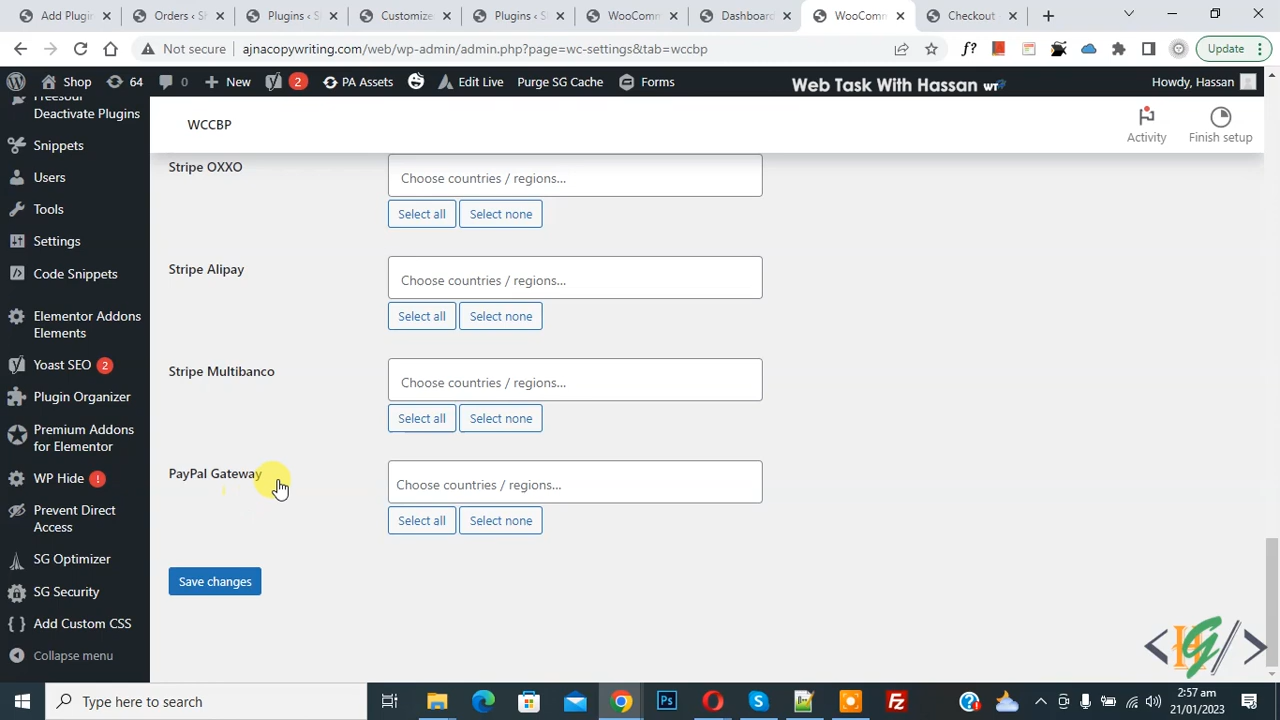 Add Plugin
Orders ‹ Sh
Plugins ‹ S
Customize
Plugins ‹ S
WooComm
Dashboard
WooComm
Checkout
Not secure
ajnacopywriting.com/web/wp-admin/admin.php?page=wc-settings&tab=wccbp
Update
Shop
64
0
New
2
PA Assets
Edit Live
Purge SG Cache
Forms
Web Task With Hassan
Howdy, Hassan
Deactivate Plugins
Snippets
Users
Tools
Settings
Code Snippets
Elementor Addons
Elements
Yoast SEO 2
Plugin Organizer
Premium Addons
for Elementor
WP Hide !
Prevent Direct
Access
SG Optimizer
SG Security
Add Custom CSS
Collapse menu
WCCBP
Activity
Finish setup
Stripe OXXO
Choose countries / regions...
Select all
Select none
Stripe Alipay
Choose countries / regions...
Select all
Select none
Stripe Multibanco
Choose countries / regions...
Select all
Select none
PayPal Gateway
Choose countries / regions...
Select all
Select none
Save changes
Type here to search
2:57 am
21/01/2023